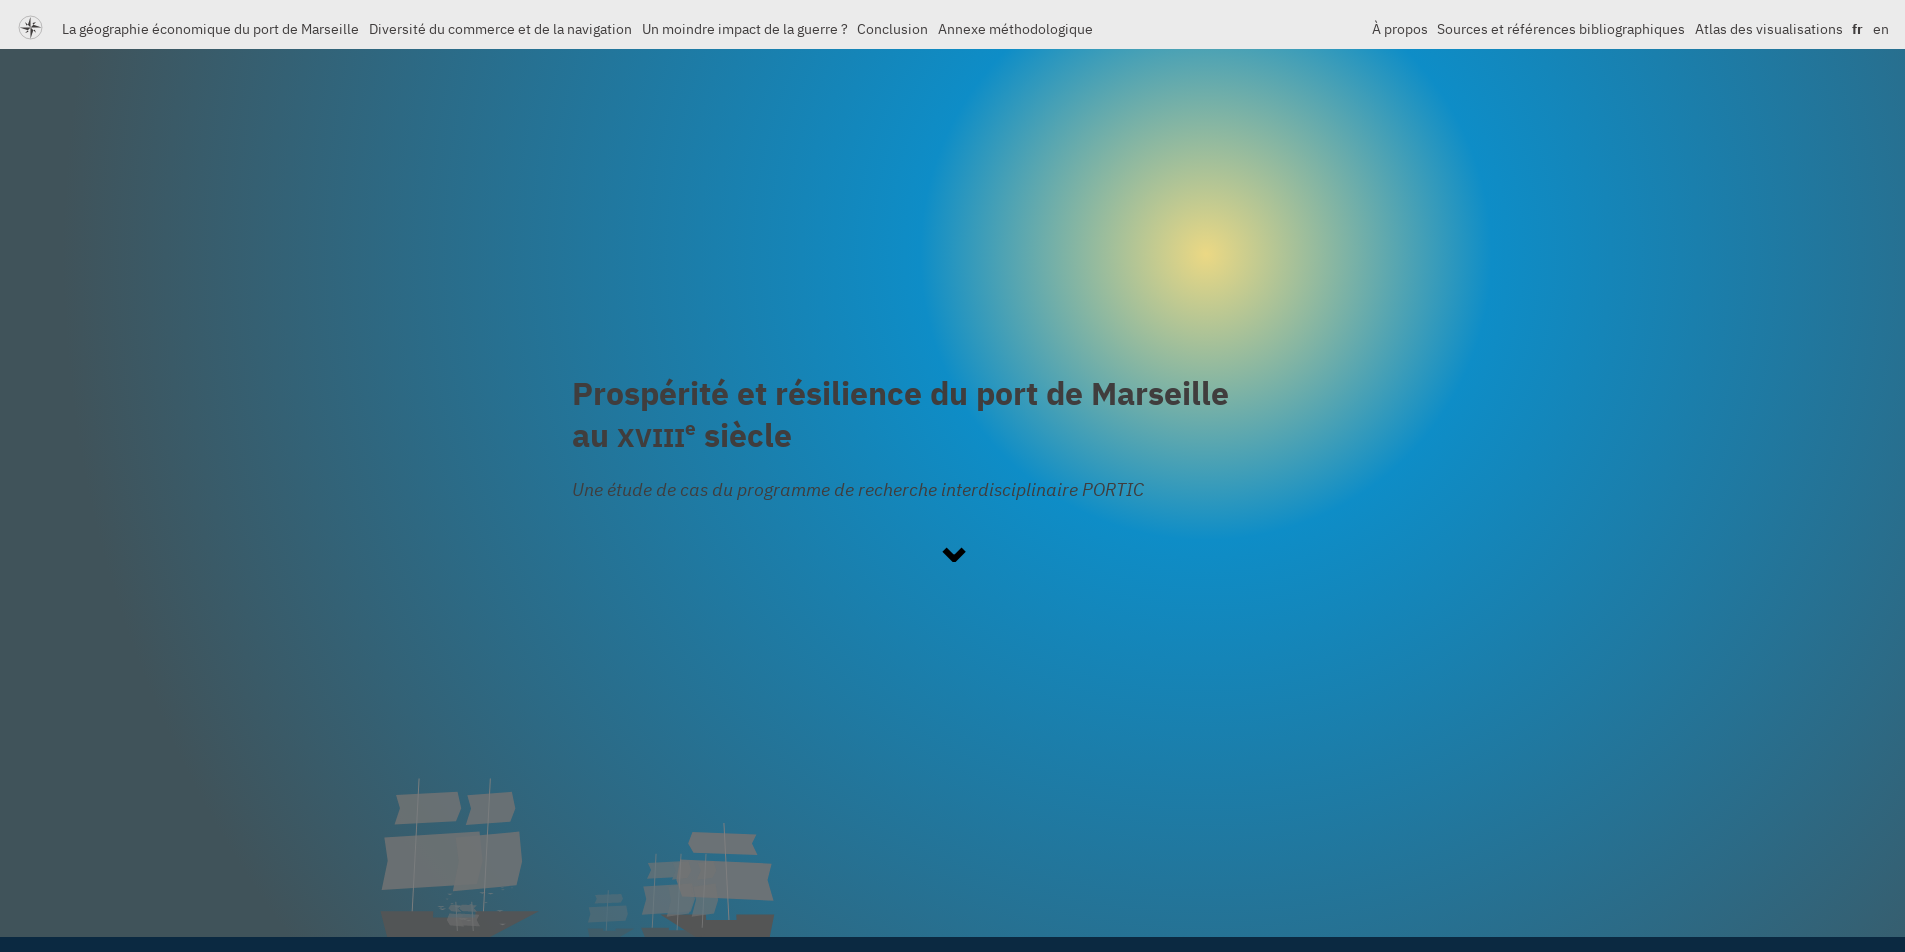 La géographie économique du port de Marseille Diversité du commerce et de la navigation Un moindre impact de la guerre ? Conclusion Annexe méthodologique À propos Sources et références bibliographiques Atlas des visualisations fr en
Prospérité et résilience du port de Marseille
au XVIIIe siècle
Une étude de cas du programme de recherche interdisciplinaire PORTIC